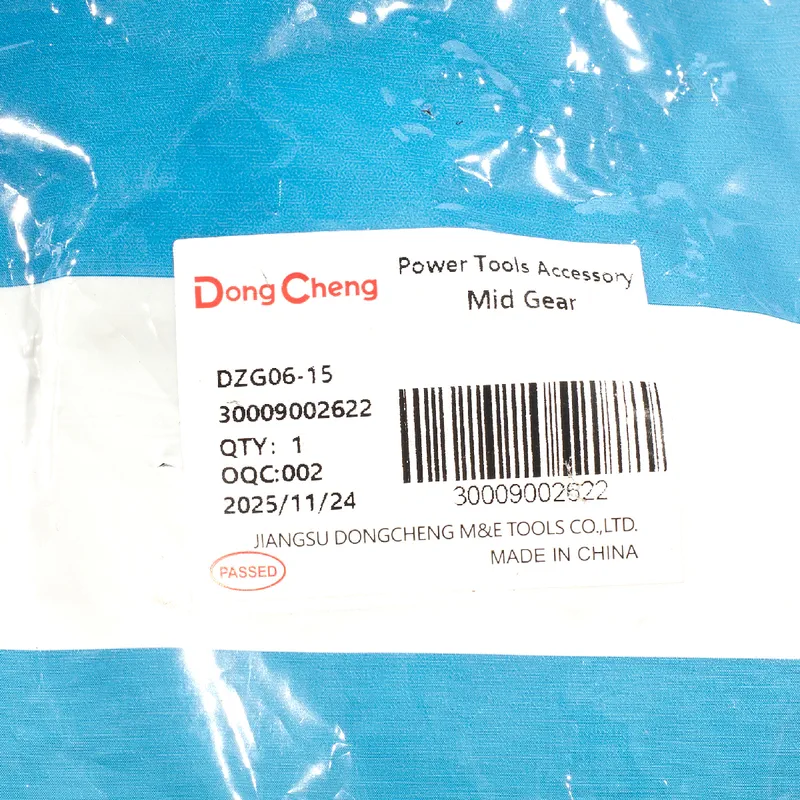 DongCheng
Power Tools Accessory
Mid Gear
DZG06-15
30009002622
QTY: 1
OQC:002
2025/11/24
30009002622
JIANGSU DONGCHENG M&E TOOLS CO.,LTD.
MADE IN CHINA
PASSED